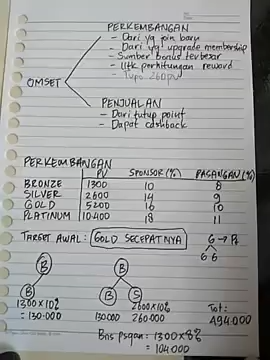 PERKEMBANGAN
- Dari yg join baru
- Dari yg upgrade membership
- Sumber bonus terbesar
- Utk perhitungan reward
- Tupo 260pv
OMSET
PENJUALAN
- Dari tutup point
- Dapat cashback
PERKEMBANGAN
PV SPONSOR (%) PASANGAN (%)
BRONZE 1300 10 8
SILVER 2600 14 9
GOLD 5200 16 10
PLATINUM 10.400 18 11
TARGET AWAL: GOLD SECEPATNYA G → P
G G
B B
B B S
1300 x 10% 2600 x 10% Tot:
= 130.000 130.000 260.000 494.000
Bns psgan: = 1300 x 8%
= 104.000